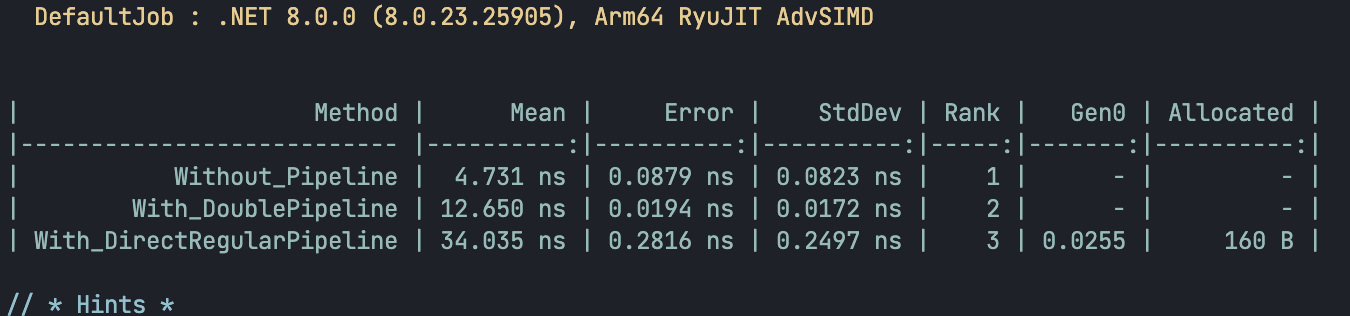 DefaultJob : .NET 8.0.0 (8.0.23.25905), Arm64 RyuJIT AdvSIMD
|                     Method |      Mean |     Error |    StdDev | Rank |   Gen0 | Allocated |
|--------------------------- |----------:|----------:|----------:|-----:|-------:|----------:|
|           Without_Pipeline |  4.731 ns | 0.0879 ns | 0.0823 ns |    1 |      - |         - |
|        With_DoublePipeline | 12.650 ns | 0.0194 ns | 0.0172 ns |    2 |      - |         - |
| With_DirectRegularPipeline | 34.035 ns | 0.2816 ns | 0.2497 ns |    3 | 0.0255 |     160 B |
// * Hints *